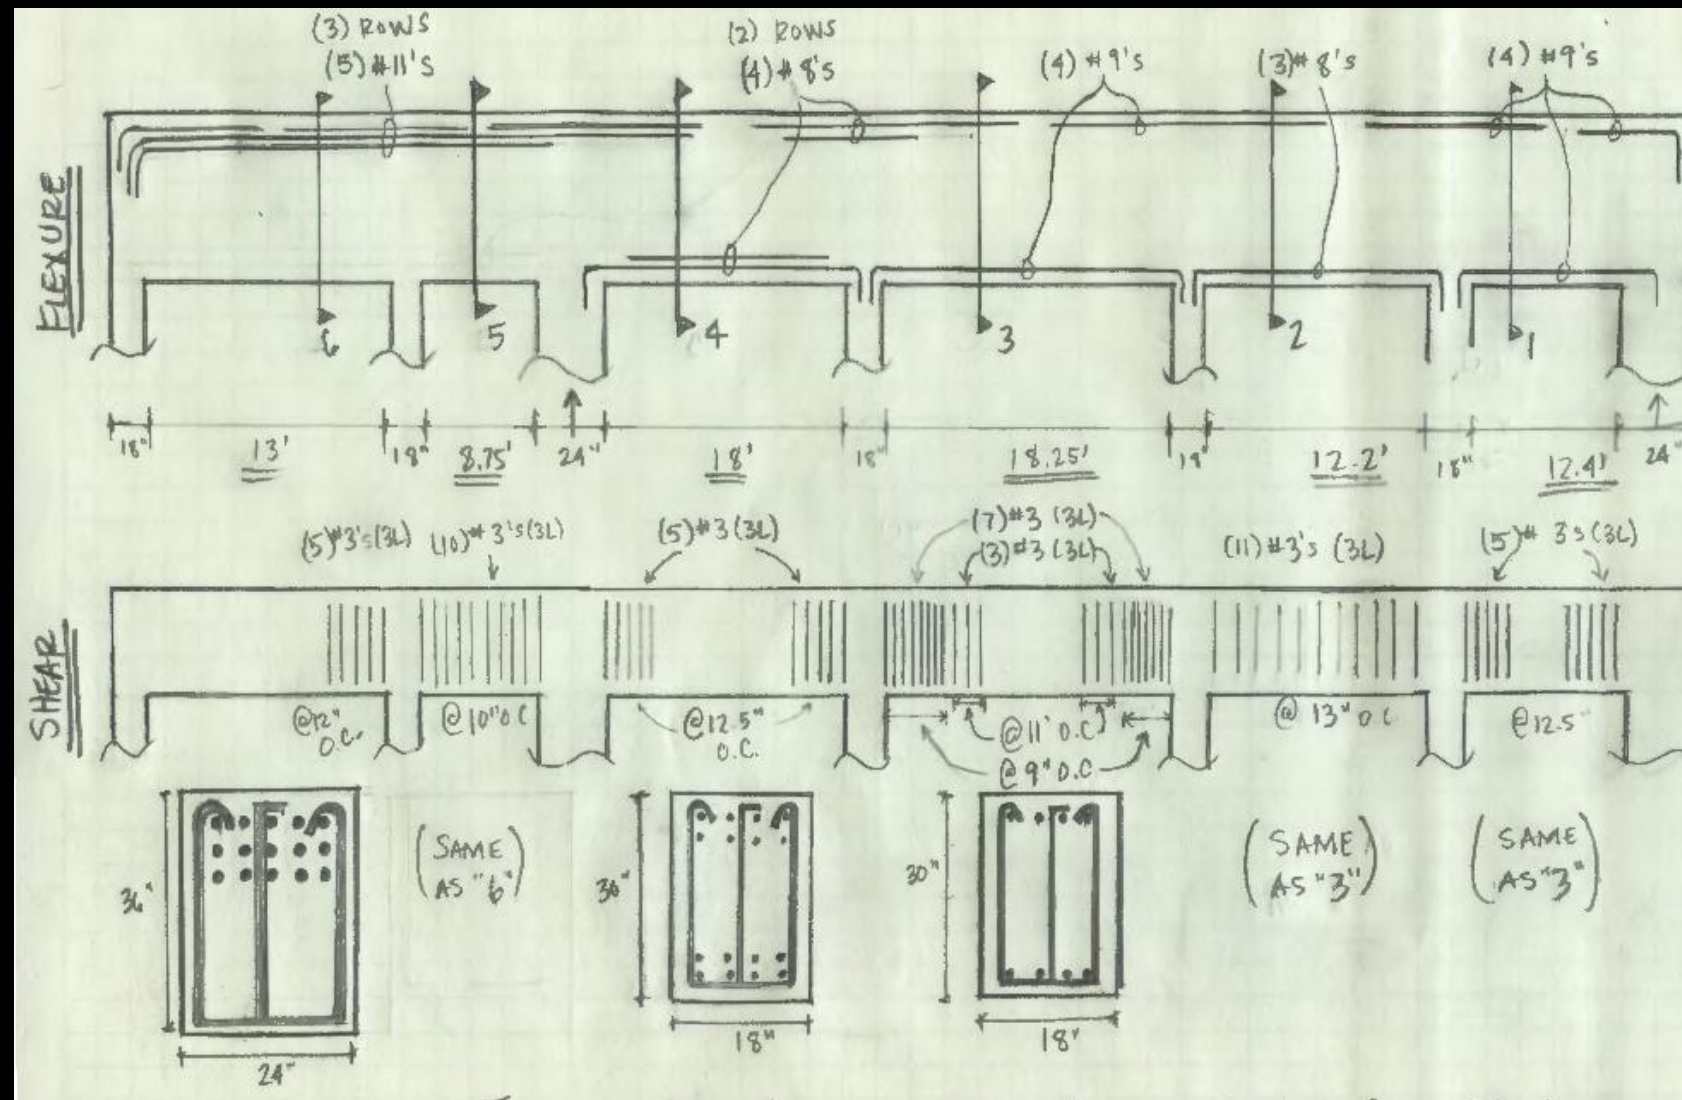 (3) ROWS
(5) #11'S
(2) ROWS
(4) # 8's
(4) #9's
(3)# 8's
(4) #9's
FLEXURE
6
5
4
3
2
1
18"
13'
18"
8.75'
24"
18'
18"
18.25'
18"
12.2'
18"
12.4'
24"
(5)#3's(3L)
(10)#3's(3L)
(5)#3(3L)
(7)#3 (3L)
(3)#3(3L)
(11)#3's (3L)
(5)# 3s(3L)
SHEAR
@12"
O.C.
@10"OC
@12.5"
O.C.
@11"O.C
@9"O.C
@ 13" OC
@12.5"
36"
24"
(SAME
AS "6")
30"
18"
30"
18"
(SAME
AS "3")
(SAME
AS "3")